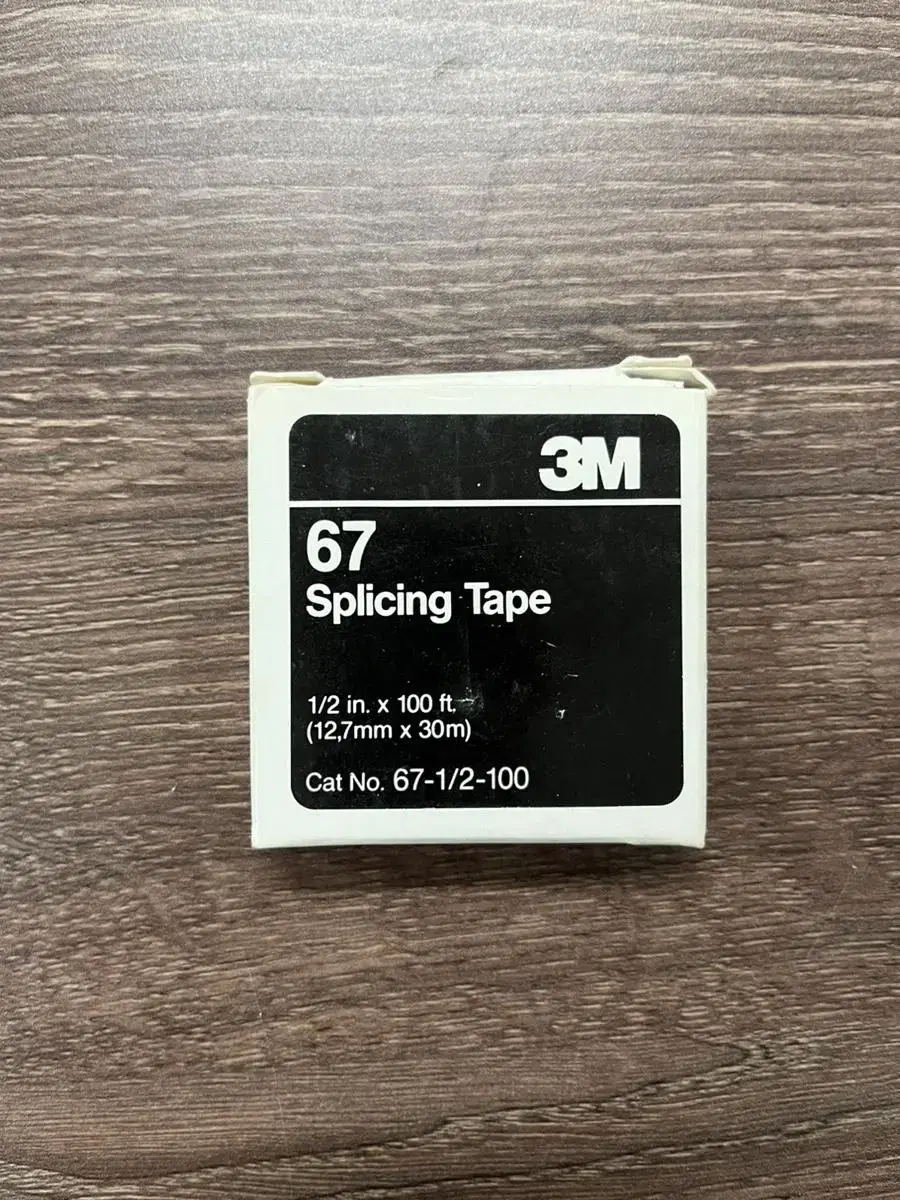 3M
67
Splicing Tape
1/2 in. x 100 ft.
(12,7mm x 30m)
Cat No. 67-1/2-100